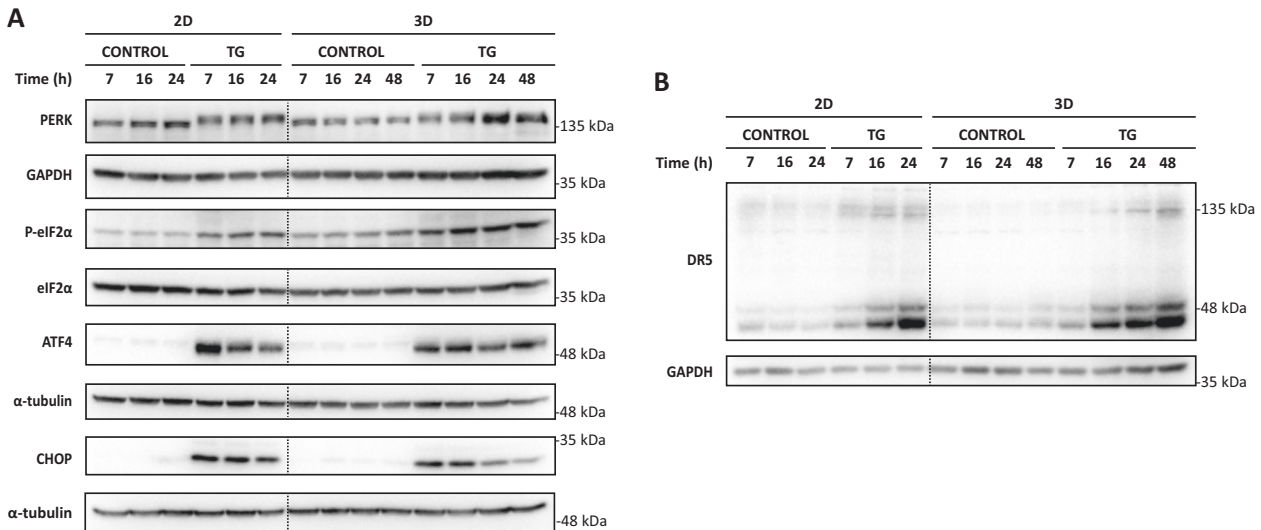 A
2D 3D
CONTROL TG CONTROL TG
Time (h) 7 16 24 7 16 24 7 16 24 48 7 16 24 48
PERK -135 kDa
GAPDH -35 kDa
P-eIF2α -35 kDa
eIF2α -35 kDa
ATF4 -48 kDa
α-tubulin -48 kDa
-35 kDa
CHOP
α-tubulin -48 kDa
B
2D 3D
CONTROL TG CONTROL TG
Time (h) 7 16 24 7 16 24 7 16 24 48 7 16 24 48
-135 kDa
DR5
-48 kDa
GAPDH -35 kDa